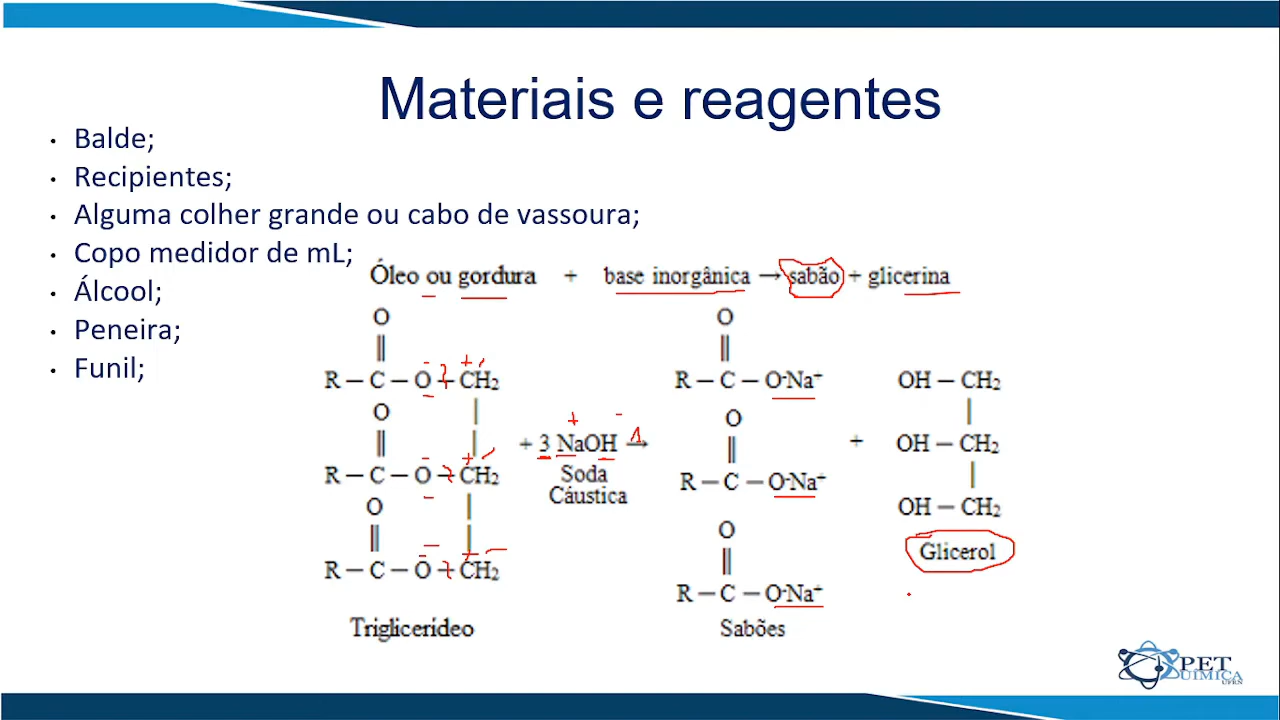 Materiais e reagentes
• Balde;
• Recipientes;
• Alguma colher grande ou cabo de vassoura;
• Copo medidor de mL;
• Álcool;
• Peneira;
• Funil;
Óleo ou gordura + base inorgânica → sabão + glicerina
O O
|| ||
R – C – O – CH₂ R – C – O⁻Na⁺ OH – CH₂
O | O |
|| | ||
R – C – O – CH₂ + 3 NaOH → R – C – O⁻Na⁺ + OH – CH₂
Soda
Cáustica
O | O |
|| | ||
R – C – O – CH₂ R – C – O⁻Na⁺ OH – CH₂
Glicerol
Triglicerídeo Sabões
PET
QUIMICA
UFRN